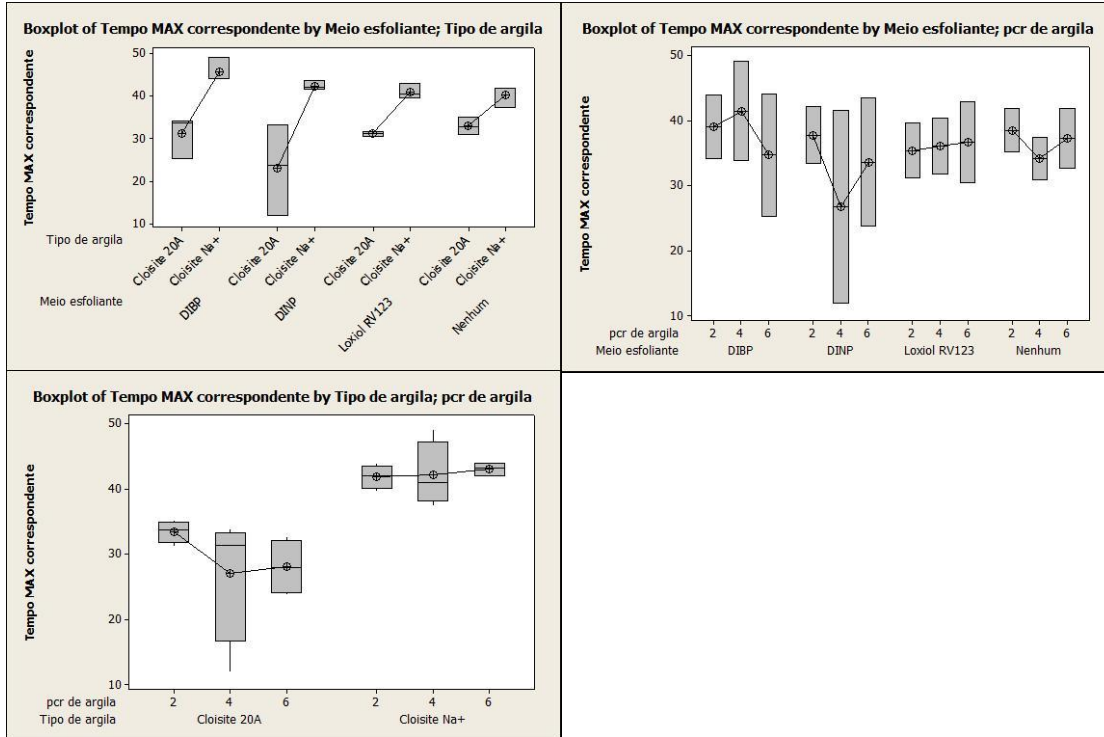 Boxplot of Tempo MAX correspondente by Meio esfoliante; Tipo de argila
Tempo MAX correspondente
50
40
30
20
10
Tipo de argila
Cloisite 20A
Cloisite Na+
Cloisite 20A
Cloisite Na+
Cloisite 20A
Cloisite Na+
Cloisite 20A
Cloisite Na+
Meio esfoliante
DIBP
DINP
Loxiol RV123
Nenhum
Boxplot of Tempo MAX correspondente by Meio esfoliante; pcr de argila
Tempo MAX correspondente
50
40
30
20
10
pcr de argila 2 4 6 2 4 6 2 4 6 2 4 6
Meio esfoliante DIBP DINP Loxiol RV123 Nenhum
Boxplot of Tempo MAX correspondente by Tipo de argila; pcr de argila
Tempo MAX correspondente
50
40
30
20
10
pcr de argila 2 4 6 2 4 6
Tipo de argila Cloisite 20A Cloisite Na+